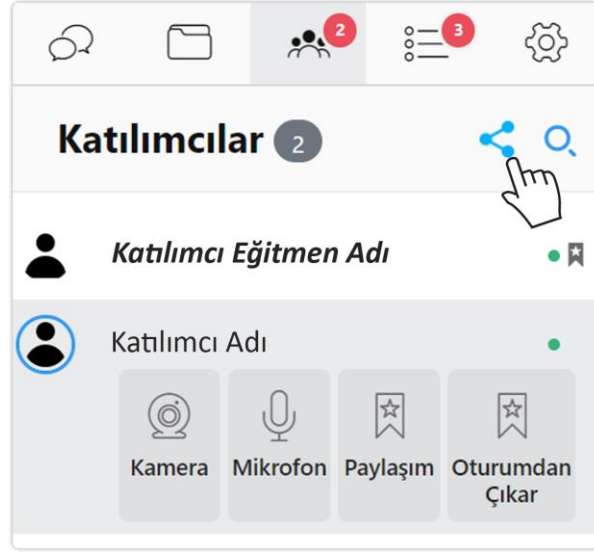 2 3
Katılımcılar 2
Katılımcı Eğitmen Adı
Katılımcı Adı
Kamera Mikrofon Paylaşım Oturumdan
Çıkar